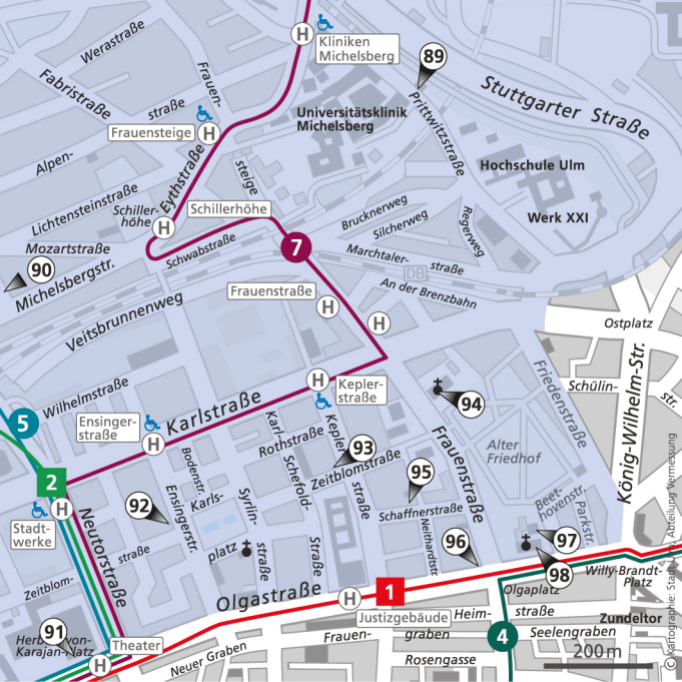 Kliniken
Michelsberg
Werastraße
89
Fabristraße
Frauen-
straße
Stuttgarter Straße
Universitätsklinik
Michelsberg
Prittwitzstraße
Frauensteige
Alpen-
Eythstraße
steige
Hochschule Ulm
Lichtensteinstraße
Schiller-
höhe
Schillerhöhe
Brucknerweg
Silcherweg
Regerweg
Werk XXI
Mozartstraße
Schwabstraße
7
Marchtaler-
straße
90
Michelsbergstr.
DB
An der Brenzbahn
Frauenstraße
Veitsbrunnenweg
H
Ostplatz
König-Wilhelm-Str.
Friedenstraße
Schülin-
str.
Wilhelmstraße
Kepler-
straße
94
5
Ensinger-
straße
Karlstraße
Karl-
Schefold-
Straße
Rothstraße
Kepler
straße
93
Frauenstraße
Alter
Friedhof
Zeitblomstraße
95
2
Bodenstr.
Ensingerstr.
Karls-
platz
Syrlin-
straße
92
Schaffnerstraße
Neithardtstr.
Beet-
hovenstr.
Parkstr.
Stadt-
werke
Neutorstraße
straße
Zeitblom-
96
97
98
Olgastraße
1
Willy-Brandt-
Platz
Olgaplatz
Justizgebäude
Heim-
straße
Zundeltor
91
Herbert-von-
Karajan-Platz
Theater
Neuer Graben
Frauen-
graben
4
Seelengraben
Rosengasse
200m
© Kartographie: Stadt Ulm, Abteilung Vermessung